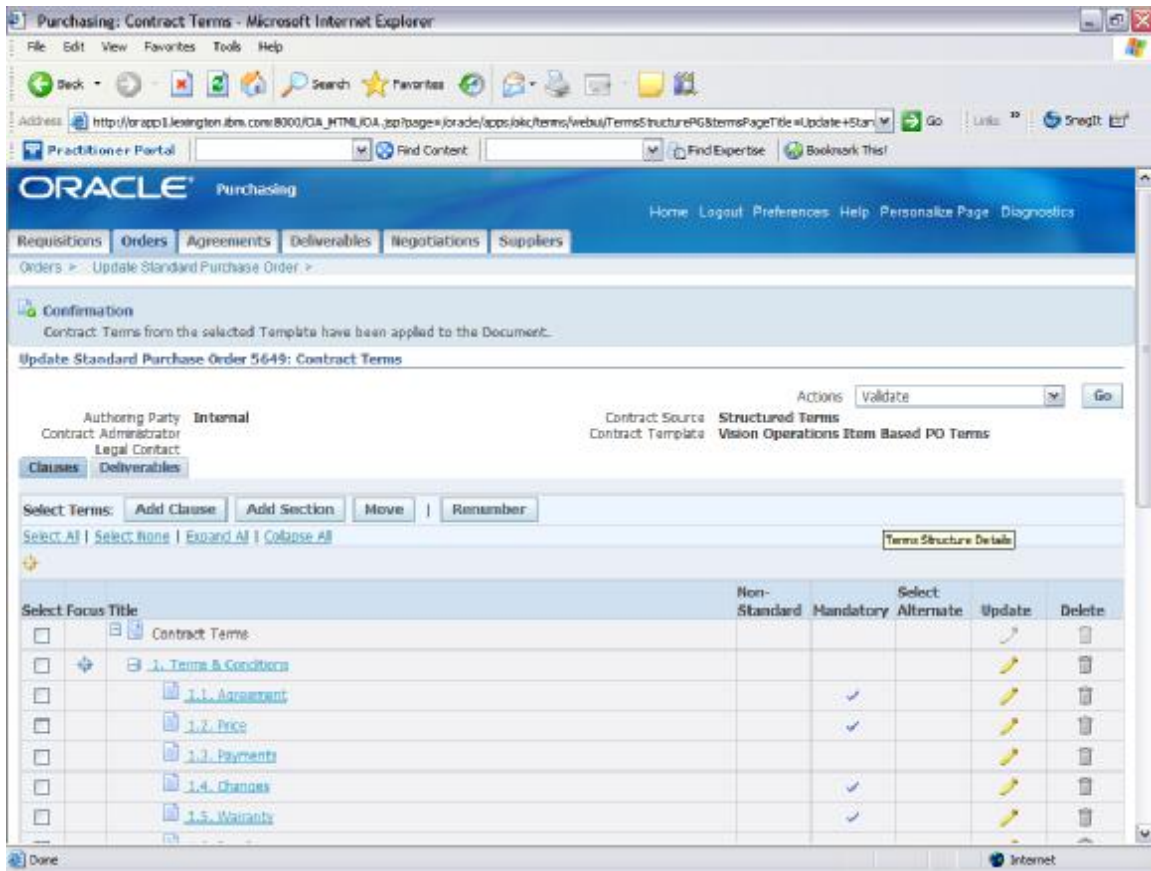 Purchasing: Contract Terms - Microsoft Internet Explorer
File Edit View Favorites Tools Help
Back Search Favorites
Address http://orapp1.lexington.ibm.com:8000/OA_HTML/OA.jsp?page=/oracle/apps/okc/terms/webui/TermsStructurePG&termsPageTitle=Update+Stan Go Links » SnagIt
Practitioner Portal Find Content Find Expertise Bookmark This!
ORACLE Purchasing
Home Logout Preferences Help Personalize Page Diagnostics
Requisitions Orders Agreements Deliverables Negotiations Suppliers
Orders > Update Standard Purchase Order >
Confirmation
Contract Terms from the selected Template have been applied to the Document.
Update Standard Purchase Order 5649: Contract Terms
Actions Validate Go
Authoring Party Internal Contract Source Structured Terms
Contract Administrator Contract Template Vision Operations Item Based PO Terms
Legal Contact
Clauses Deliverables
Select Terms: Add Clause Add Section Move | Renumber
Select All | Select None | Expand All | Collapse All
Terms Structure Details
Select Focus Title Non-Standard Mandatory Select Alternate Update Delete
Contract Terms
1. Terms & Conditions
1.1. Agreement
1.2. Price
1.3. Payments
1.4. Changes
1.5. Warranty
Done Internet